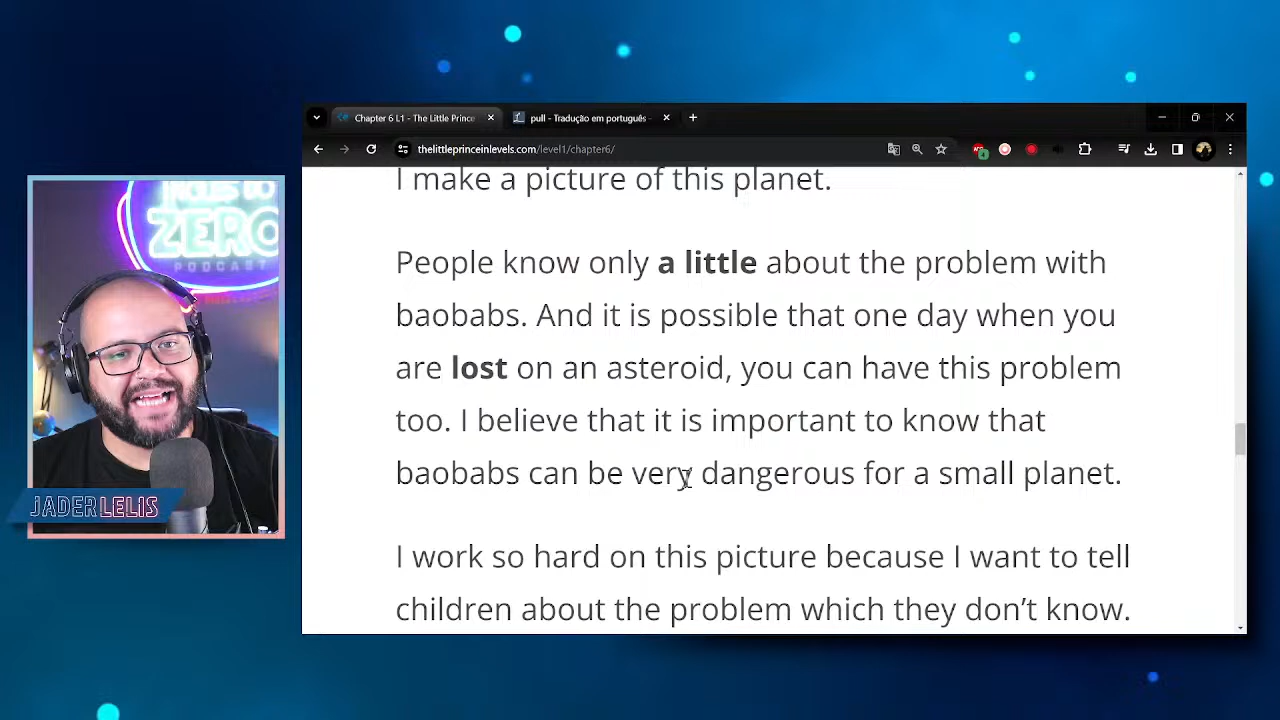 Chapter 6 L1 - The Little Prince
pull - Tradução em português -
thelittleprinceinlevels.com/level1/chapter6/
4
I make a picture of this planet.
People know only a little about the problem with
baobabs. And it is possible that one day when you
are lost on an asteroid, you can have this problem
too. I believe that it is important to know that
baobabs can be very dangerous for a small planet.
I work so hard on this picture because I want to tell
children about the problem which they don't know.
ZERO
PODCAST
JADERLELIS